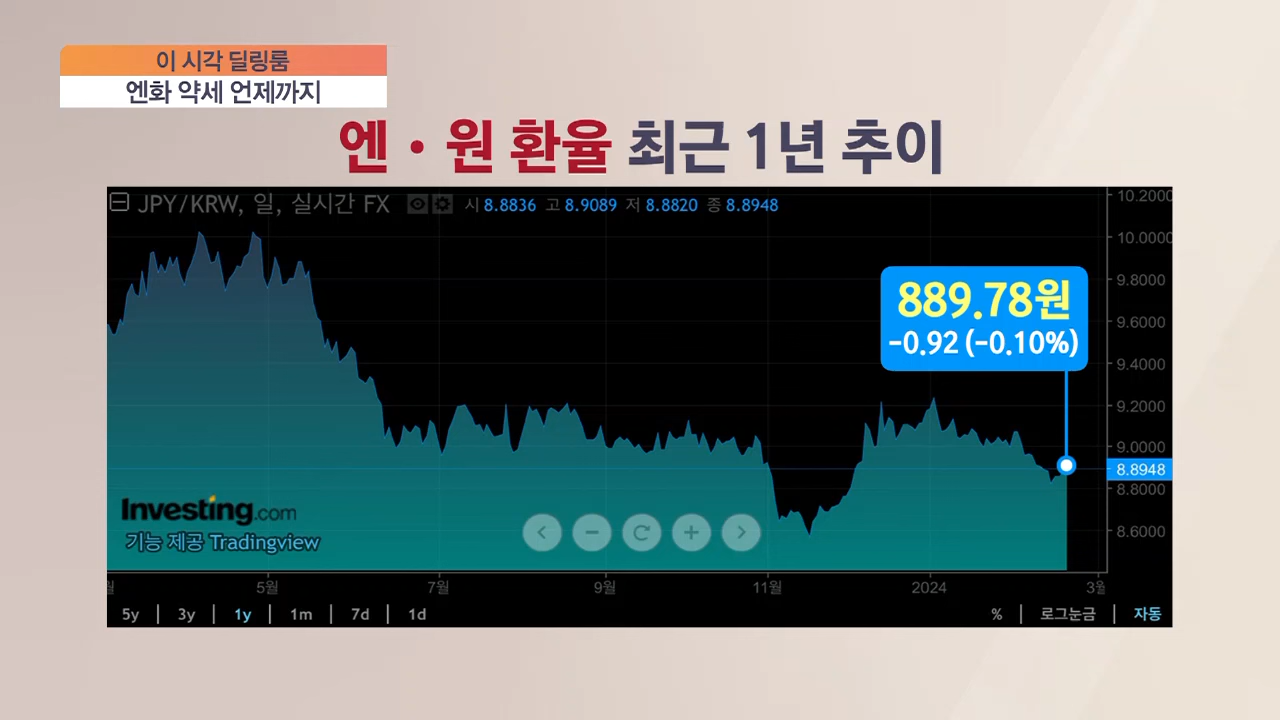 이 시각 딜링룸
엔화 약세 언제까지
엔·원 환율 최근 1년 추이
JPY/KRW, 일, 실시간 FX 시 8.8836 고 8.9089 저 8.8820 종 8.8948
10.2000
10.0000
9.8000
9.6000
9.4000
9.2000
9.0000
8.8948
8.8000
8.6000
889.78원
-0.92 (-0.10%)
Investing.com
기능 제공 Tradingview
월 5월 7월 9월 11월 2024 3월
5y | 3y | 1y | 1m | 7d | 1d % | 로그눈금 | 자동